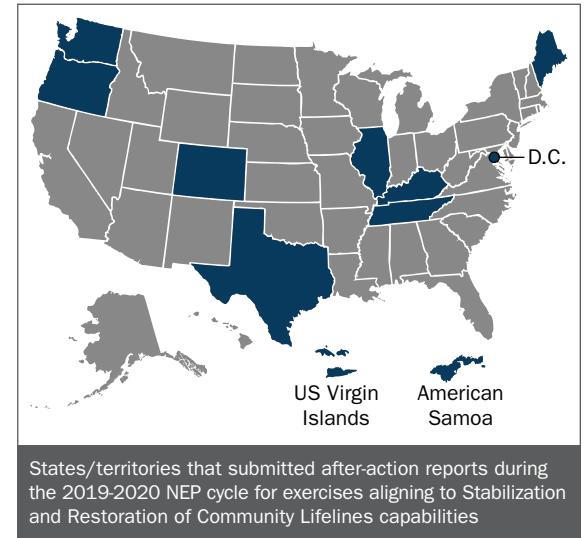 D.C.
US Virgin
Islands
American
Samoa
States/territories that submitted after-action reports during
the 2019-2020 NEP cycle for exercises aligning to Stabilization
and Restoration of Community Lifelines capabilities